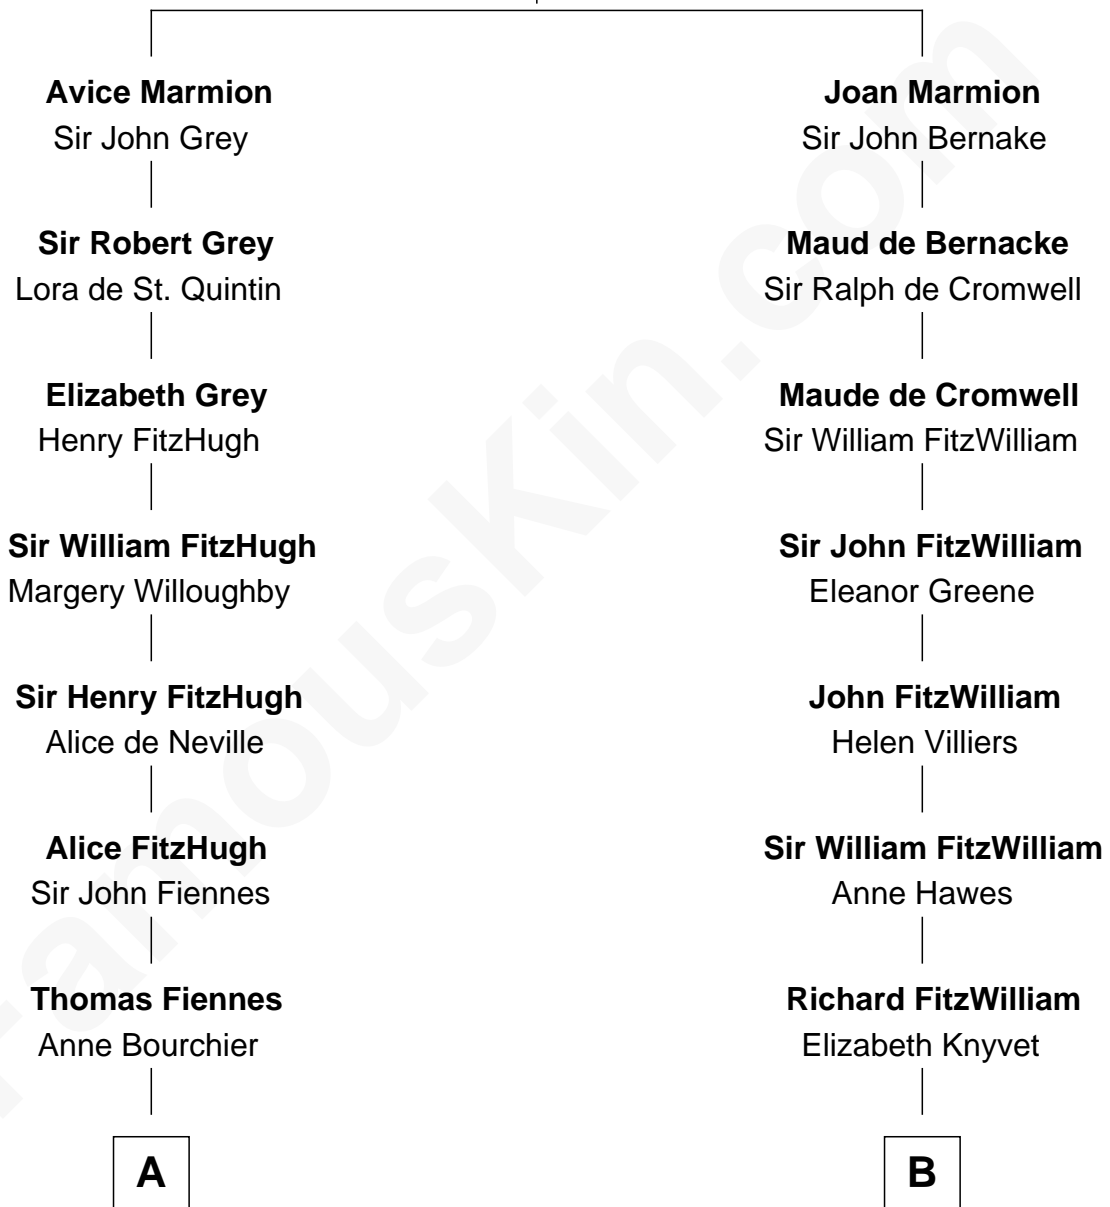 Avice Marmion
Sir John Grey
Sir Robert Grey
Lora de St. Quintin
Elizabeth Grey
Henry FitzHugh
Sir William FitzHugh
Margery Willoughby
Sir Henry FitzHugh
Alice de Neville
Alice FitzHugh
Sir John Fiennes
Thomas Fiennes
Anne Bourchier
A
Joan Marmion
Sir John Bernake
Maud de Bernacke
Sir Ralph de Cromwell
Maude de Cromwell
Sir William FitzWilliam
Sir John FitzWilliam
Eleanor Greene
John FitzWilliam
Helen Villiers
Sir William FitzWilliam
Anne Hawes
Richard FitzWilliam
Elizabeth Knyvet
B
FamousKin.com